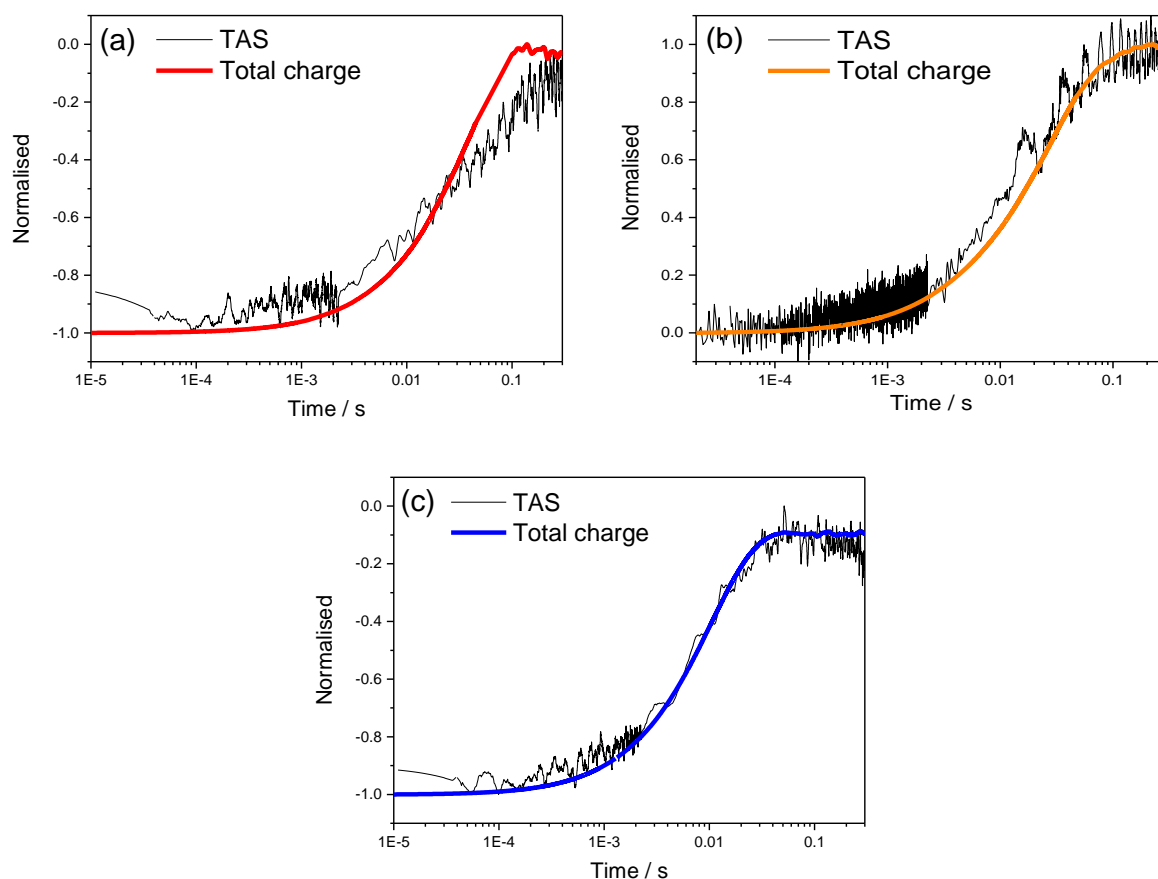 (a)
TAS
Total charge
0.0
-0.2
-0.4
-0.6
-0.8
-1.0
Normalised
1E-5
1E-4
1E-3
0.01
0.1
Time / s
(b)
TAS
Total charge
1.0
0.8
0.6
0.4
0.2
0.0
Normalised
1E-4
1E-3
0.01
0.1
Time / s
(c)
TAS
Total charge
0.0
-0.2
-0.4
-0.6
-0.8
-1.0
Normalised
1E-5
1E-4
1E-3
0.01
0.1
Time / s